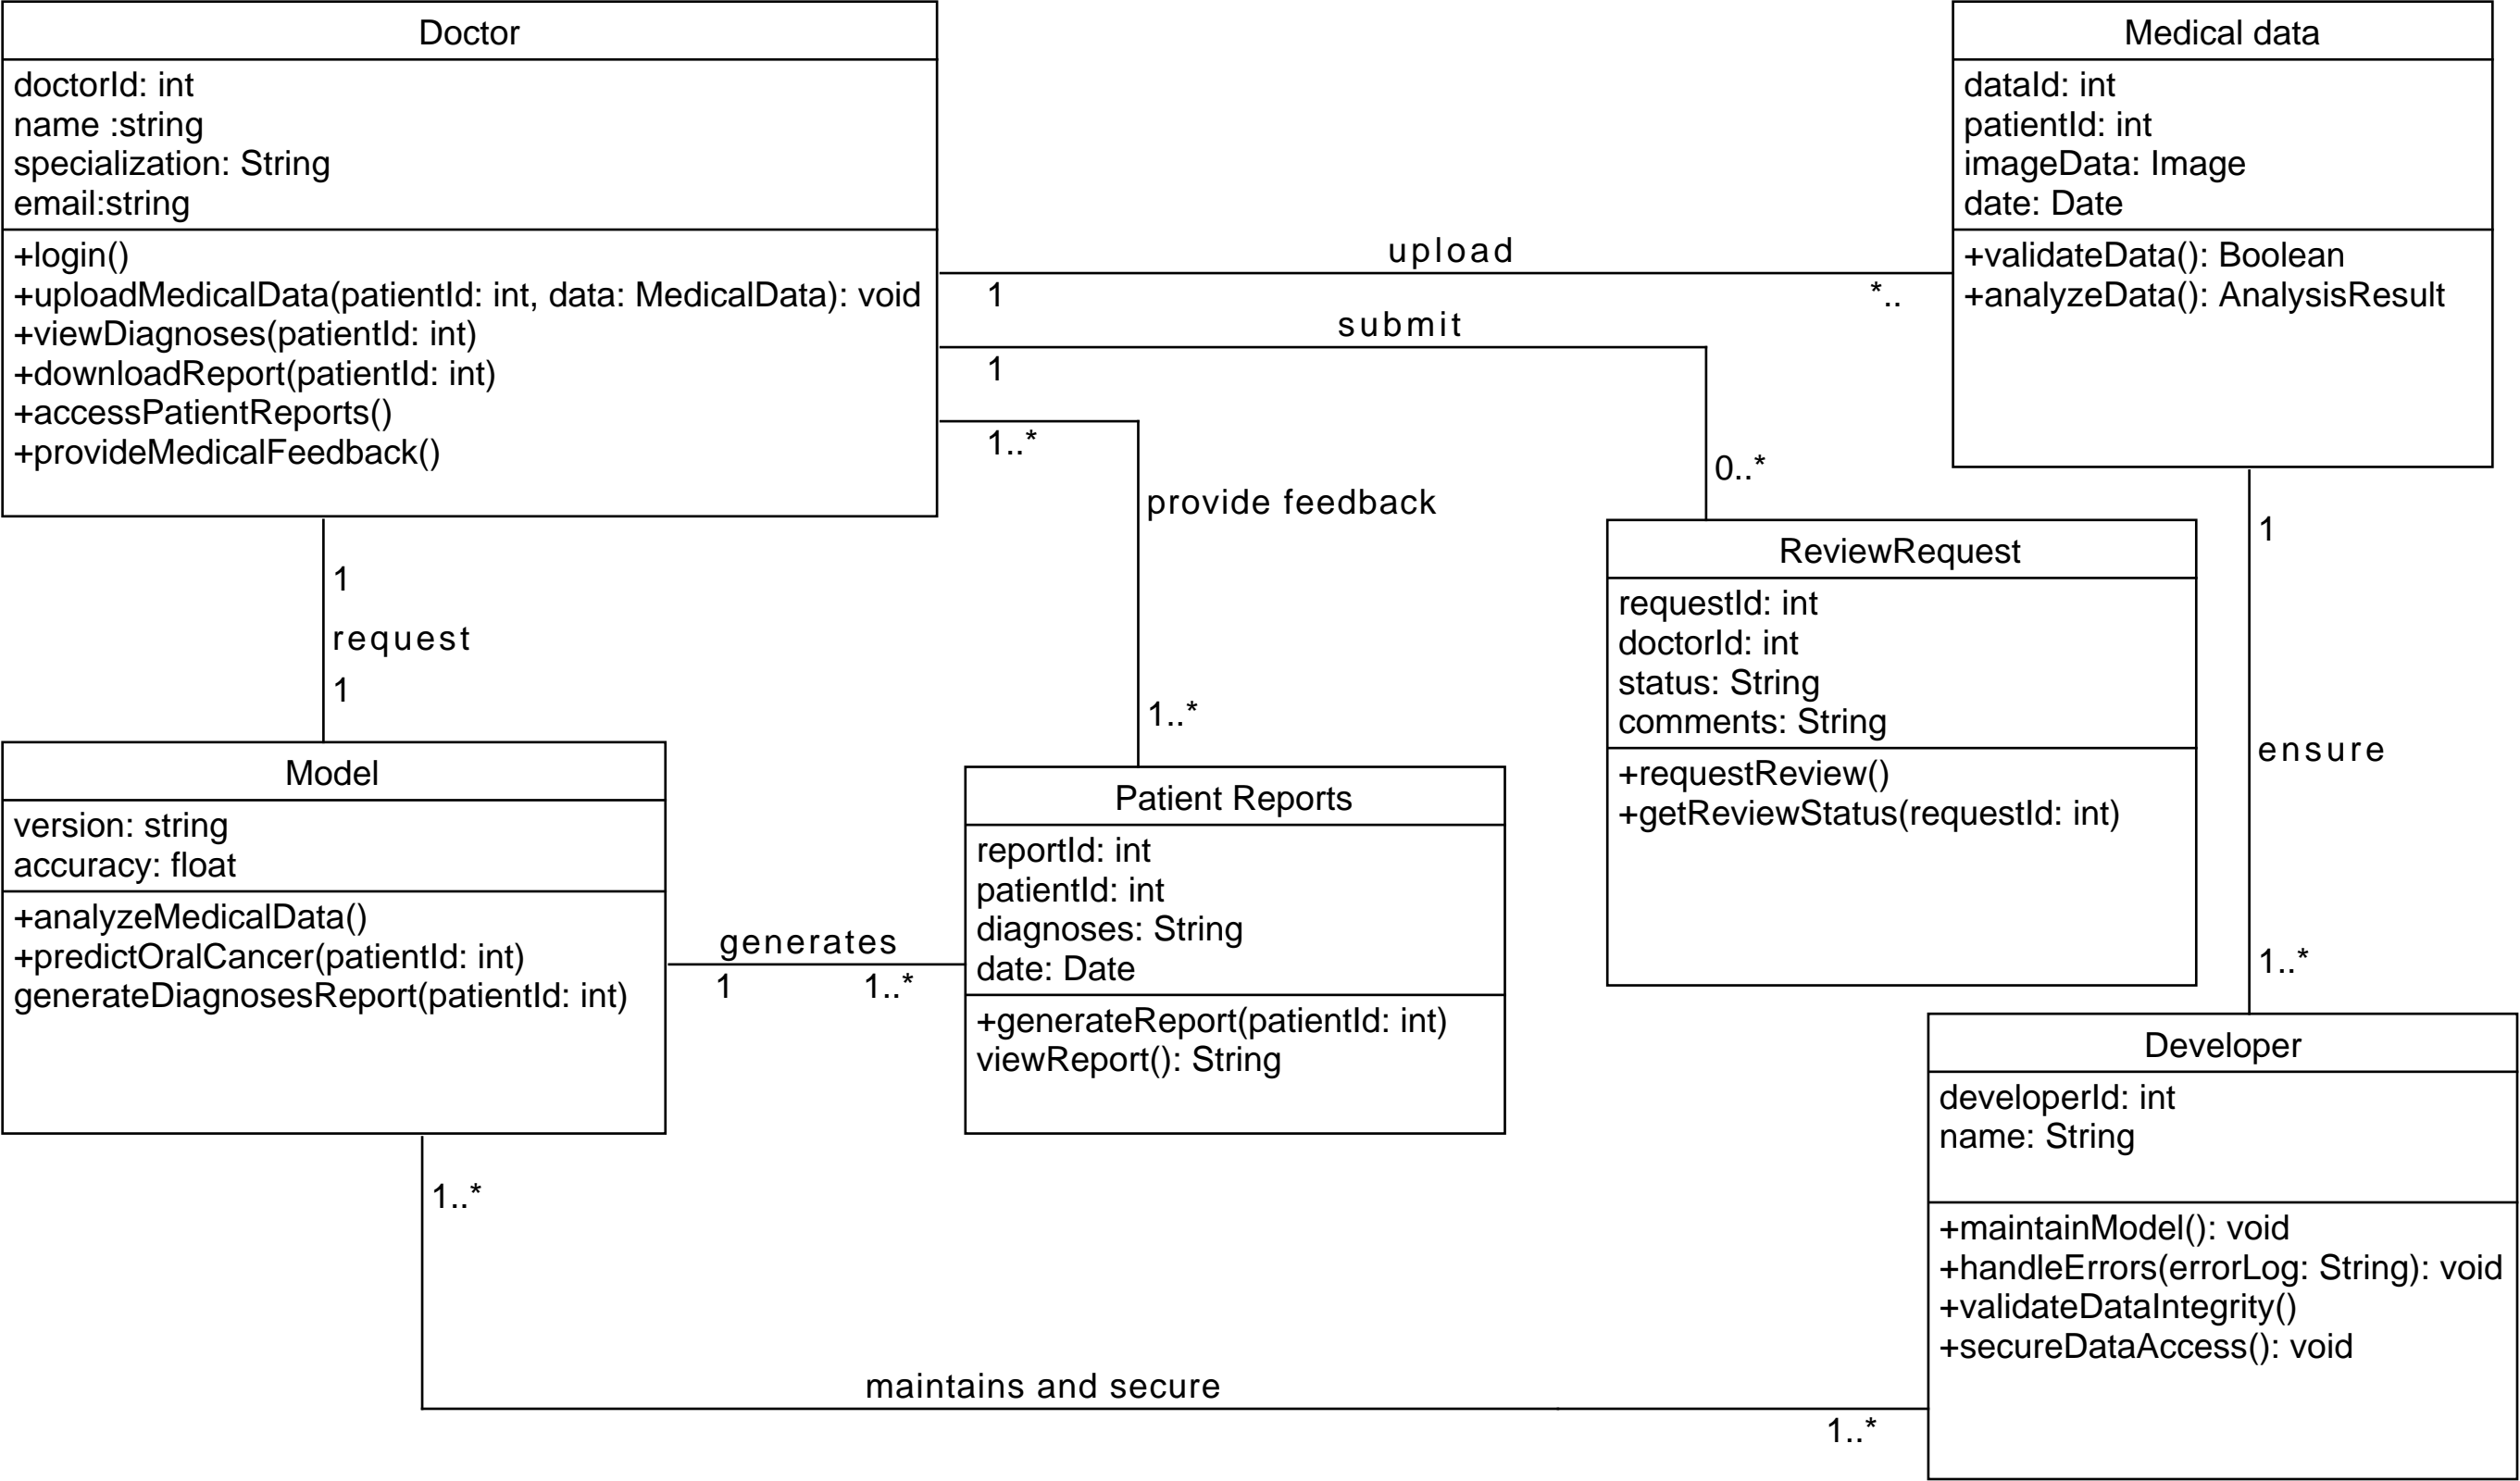 Doctor
doctorId: int
name :string
specialization: String
email:string
+login()
+uploadMedicalData(patientId: int, data: MedicalData): void
+viewDiagnoses(patientId: int)
+downloadReport(patientId: int)
+accessPatientReports()
+provideMedicalFeedback()
Medical data
dataId: int
patientId: int
imageData: Image
date: Date
+validateData(): Boolean
+analyzeData(): AnalysisResult
upload
1
*..
submit
1
0..*
1..*
provide feedback
1..*
1
request
1
1
ensure
1..*
ReviewRequest
requestId: int
doctorId: int
status: String
comments: String
+requestReview()
+getReviewStatus(requestId: int)
Model
version: string
accuracy: float
+analyzeMedicalData()
+predictOralCancer(patientId: int)
generateDiagnosesReport(patientId: int)
generates
1
1..*
Patient Reports
reportId: int
patientId: int
diagnoses: String
date: Date
+generateReport(patientId: int)
viewReport(): String
Developer
developerId: int
name: String
+maintainModel(): void
+handleErrors(errorLog: String): void
+validateDataIntegrity()
+secureDataAccess(): void
1..*
maintains and secure
1..*